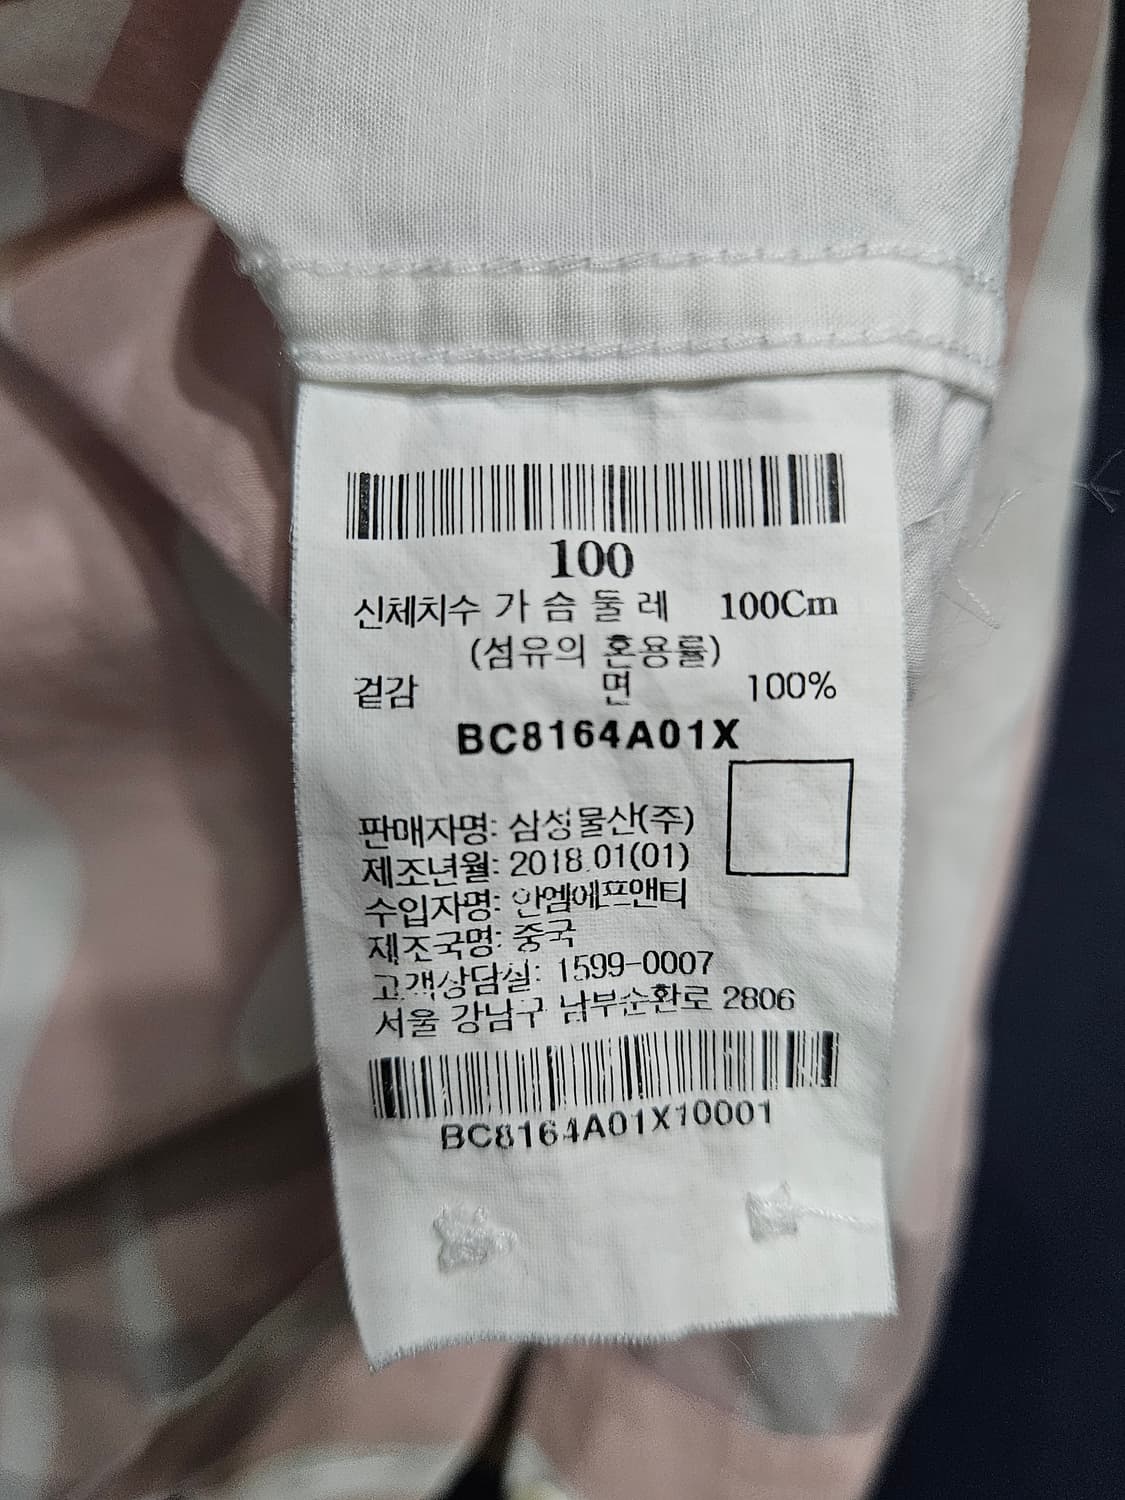 100
신체치수 가 슴 둘 레 100Cm
(섬유의 혼용률)
겉감 면 100%
BC8164A01X
판매자명: 삼성물산(주)
제조년월: 2018.01(01)
수입자명: 한엘에프앤티
제조국명: 중국
고객상담실: 1599-0007
서울 강남구 남부순환로 2806
BC8164A01X10001